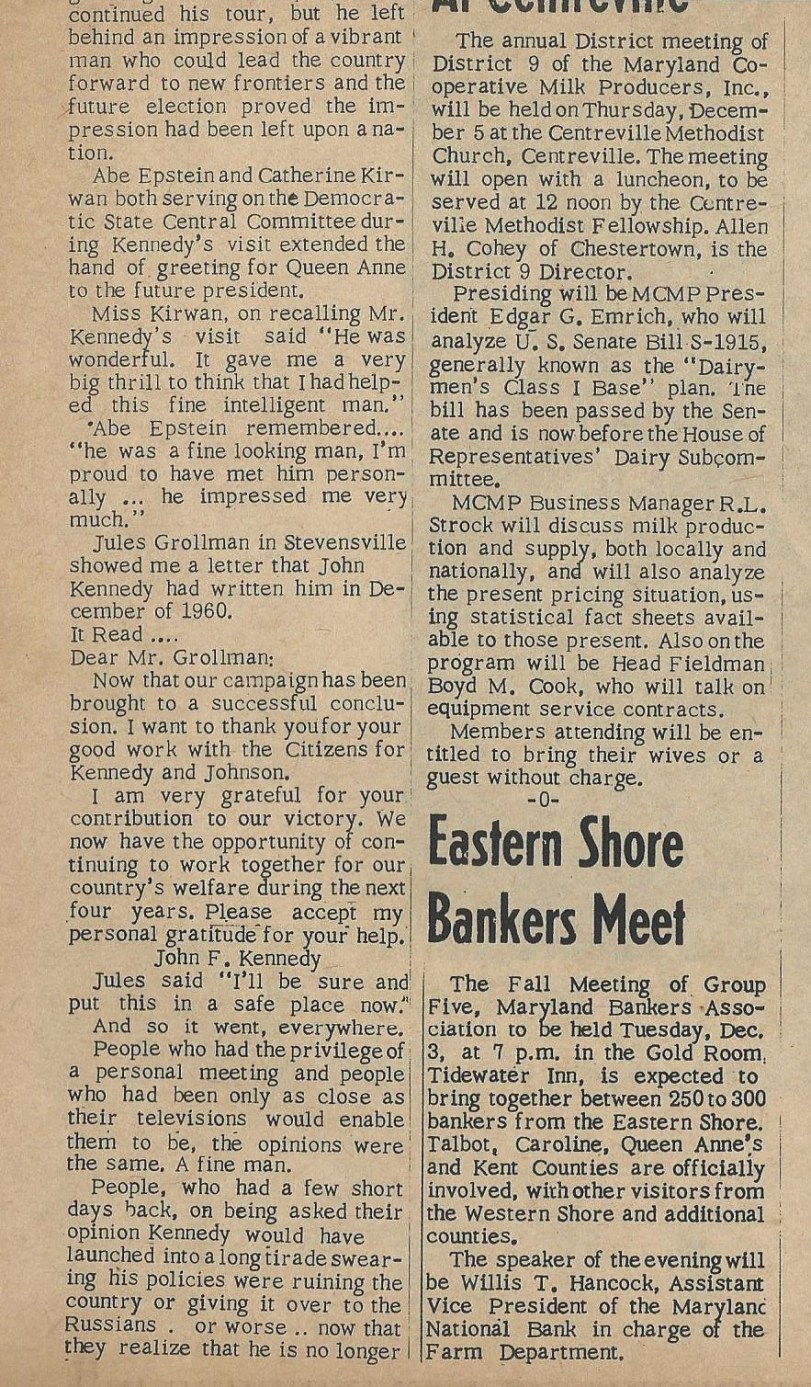 continued his tour, but he left
behind an impression of a vibrant
man who could lead the country
forward to new frontiers and the
future election proved the im-
pression had been left upon a na-
tion.
Abe Epstein and Catherine Kir-
wan both serving on the Democra-
tic State Central Committee dur-
ing Kennedy's visit extended the
hand of greeting for Queen Anne
to the future president.
Miss Kirwan, on recalling Mr.
Kennedy's visit said "He was
wonderful. It gave me a very
big thrill to think that I had help-
ed this fine intelligent man."
Abe Epstein remembered....
"he was a fine looking man, I'm
proud to have met him person-
ally ... he impressed me very
much."
Jules Grollman in Stevensville
showed me a letter that John
Kennedy had written him in De-
cember of 1960.
It Read ....
Dear Mr. Grollman:
Now that our campaign has been
brought to a successful conclu-
sion. I want to thank you for your
good work with the Citizens for
Kennedy and Johnson.
I am very grateful for your
contribution to our victory. We
now have the opportunity of con-
tinuing to work together for our
country's welfare during the next
four years. Please accept my
personal gratitude for your help.
John F. Kennedy
Jules said "I'll be sure and
put this in a safe place now."
And so it went, everywhere.
People who had the privilege of
a personal meeting and people
who had been only as close as
their televisions would enable
them to be, the opinions were
the same. A fine man.
People, who had a few short
days back, on being asked their
opinion Kennedy would have
launched into a long tirade swear-
ing his policies were ruining the
country or giving it over to the
Russians . or worse .. now that
they realize that he is no longer
At Centreville
The annual District meeting of
District 9 of the Maryland Co-
operative Milk Producers, Inc.,
will be held on Thursday, Decem-
ber 5 at the Centreville Methodist
Church, Centreville. The meeting
will open with a luncheon, to be
served at 12 noon by the Centre-
ville Methodist Fellowship. Allen
H. Cohey of Chestertown, is the
District 9 Director.
Presiding will be MCMP Pres-
ident Edgar G. Emrich, who will
analyze U. S. Senate Bill S-1915,
generally known as the "Dairy-
men's Class I Base" plan. The
bill has been passed by the Sen-
ate and is now before the House of
Representatives' Dairy Subcom-
mittee.
MCMP Business Manager R.L.
Strock will discuss milk produc-
tion and supply, both locally and
nationally, and will also analyze
the present pricing situation, us-
ing statistical fact sheets avail-
able to those present. Also on the
program will be Head Fieldman
Boyd M. Cook, who will talk on
equipment service contracts.
Members attending will be en-
titled to bring their wives or a
guest without charge.
-0-
Eastern Shore
Bankers Meet
The Fall Meeting of Group
Five, Maryland Bankers Asso-
ciation to be held Tuesday, Dec.
3, at 7 p.m. in the Gold Room,
Tidewater Inn, is expected to
bring together between 250 to 300
bankers from the Eastern Shore.
Talbot, Caroline, Queen Anne's
and Kent Counties are officially
involved, with other visitors from
the Western Shore and additional
counties.
The speaker of the evening will
be Willis T. Hancock, Assistant
Vice President of the Maryland
National Bank in charge of the
Farm Department.